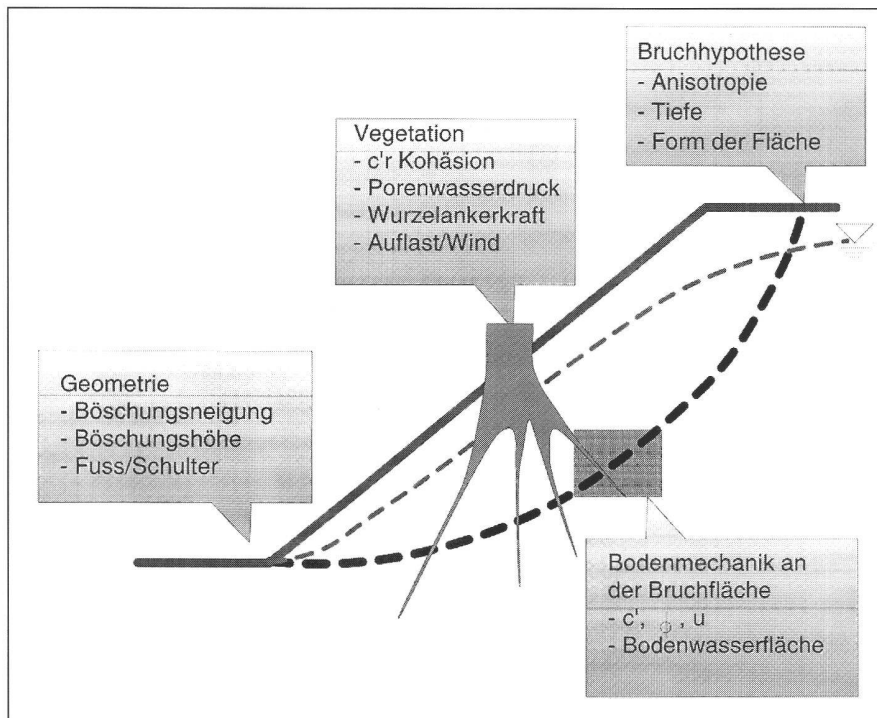 Bruchhypothese
- Anisotropie
- Tiefe
- Form der Fläche
Vegetation
- c'r Kohäsion
- Porenwasserdruck
- Wurzelankerkraft
- Auflast/Wind
Geometrie
- Böschungsneigung
- Böschungshöhe
- Fuss/Schulter
Bodenmechanik an
der Bruchfläche
- c', ϕ , u
- Bodenwasserfläche